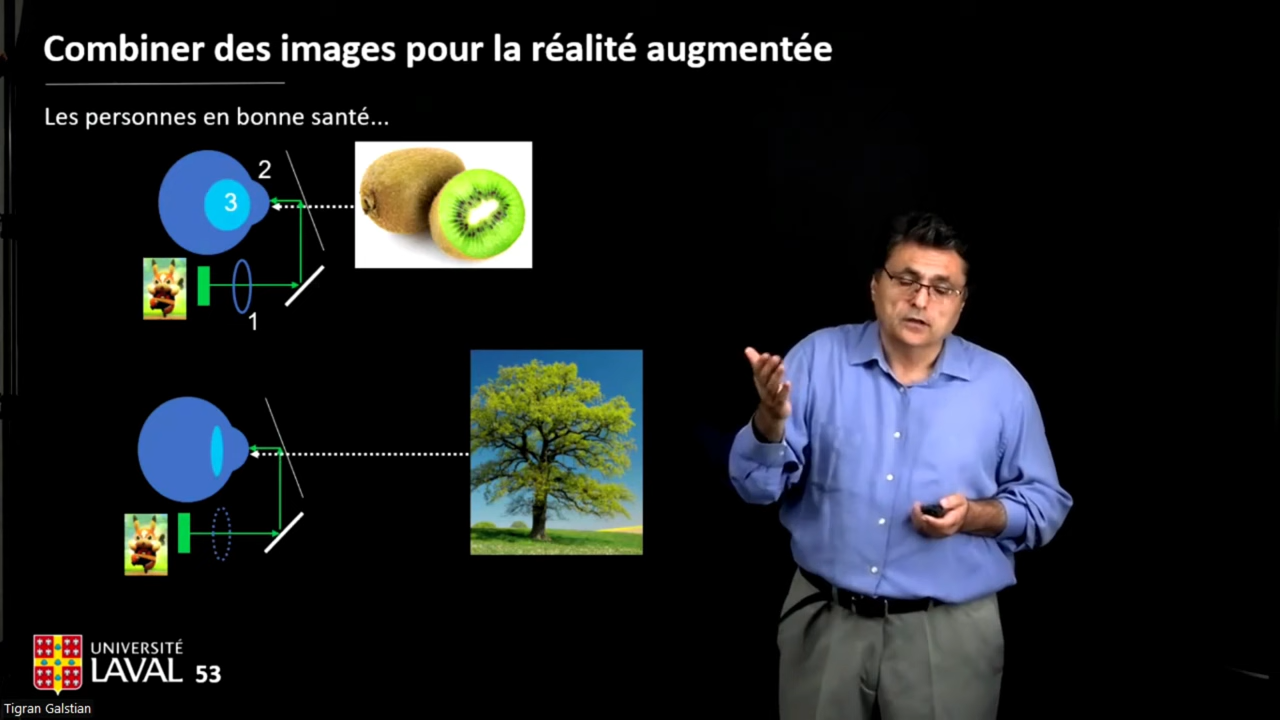 Combiner des images pour la réalité augmentée
Les personnes en bonne santé...
2
3
1
UNIVERSITÉ
LAVAL 53
Tigran Galstian